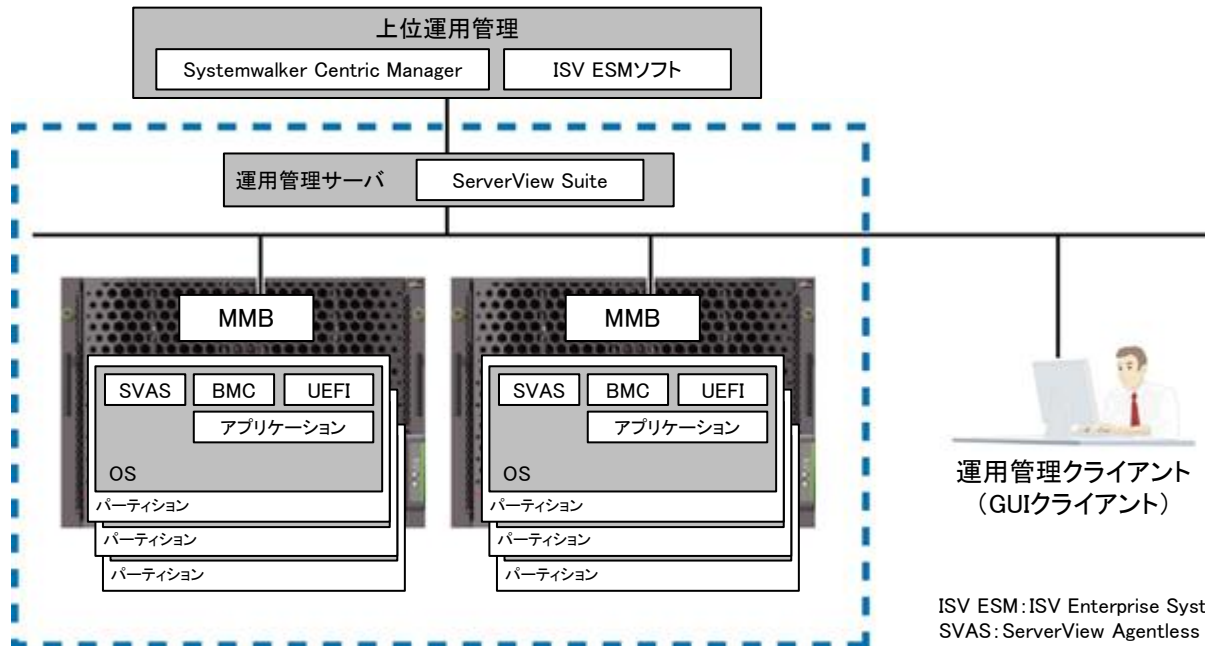 上位運用管理
Systemwalker Centric Manager
ISV ESMソフト
運用管理サーバ
ServerView Suite
MMB
SVAS
BMC
UEFI
アプリケーション
OS
パーティション
パーティション
パーティション
MMB
SVAS
BMC
UEFI
アプリケーション
OS
パーティション
パーティション
パーティション
運用管理クライアント
（GUIクライアント）
ISV ESM：ISV Enterprise Syst
SVAS：ServerView Agentless